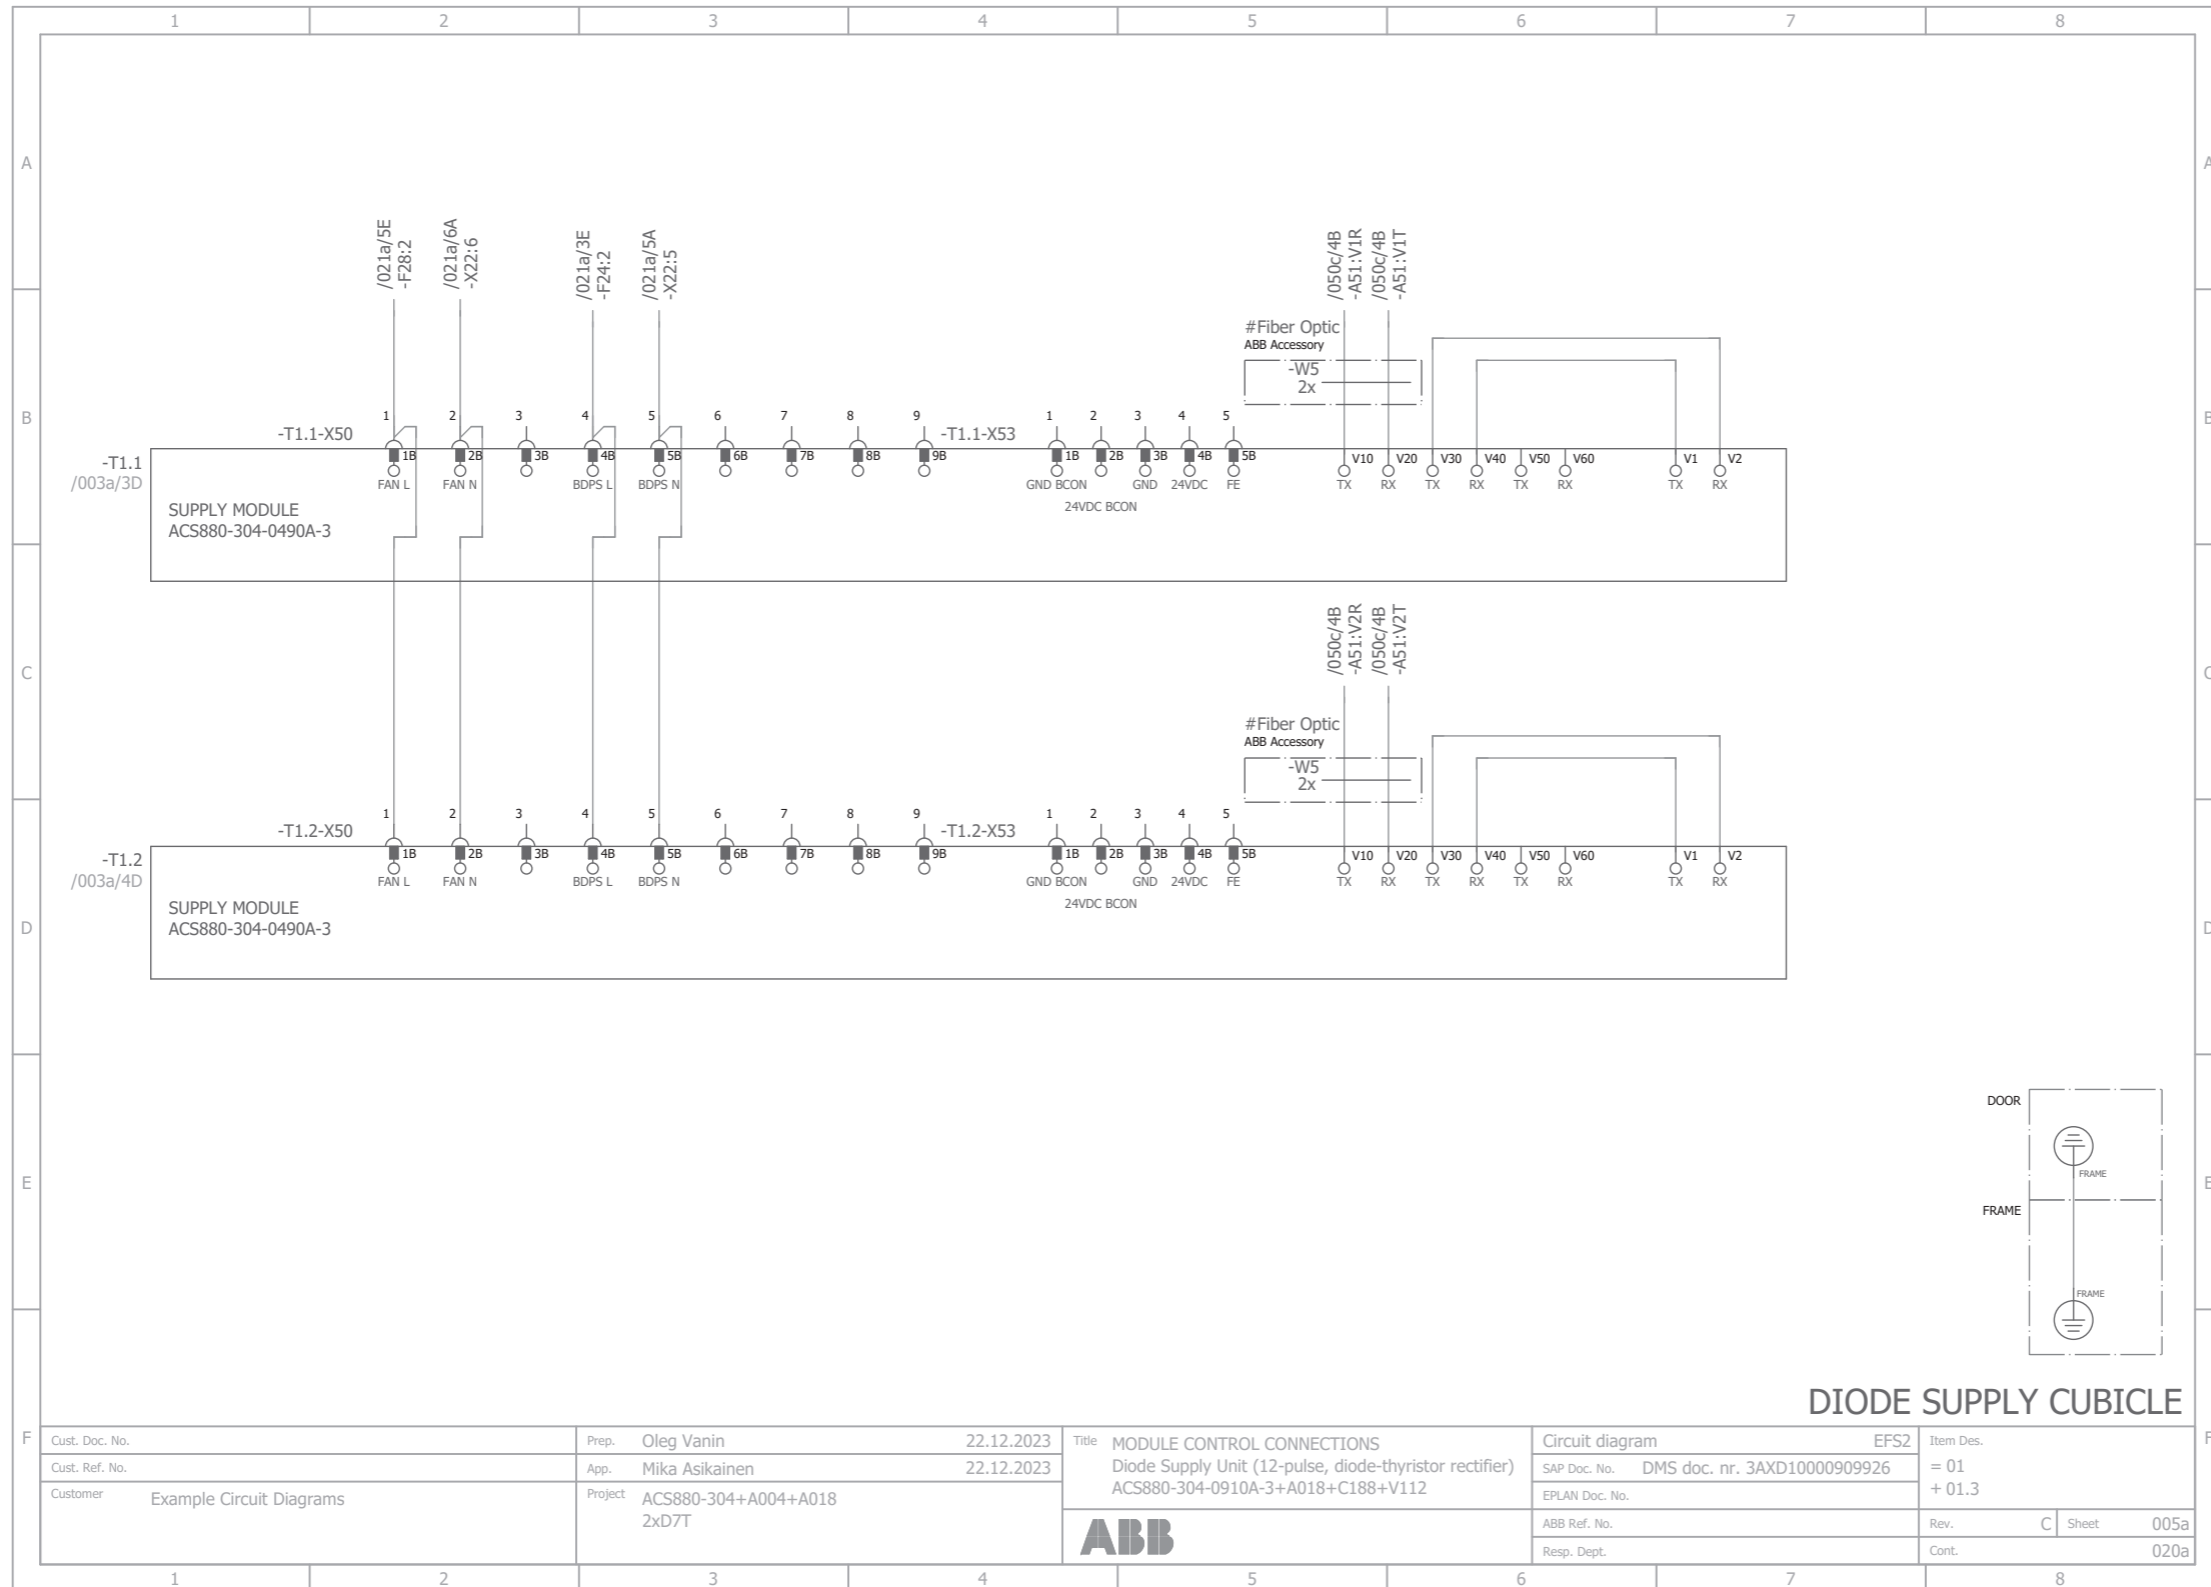 1 2 3 4 5 6 7 8
A A
/021a/5E
-F28:2
/021a/6A
-X22:6
/021a/3E
-F24:2
/021a/5A
-X22:5
/050c/4B
-A51:V1R
/050c/4B
-A51:V1T
#Fiber Optic
ABB Accessory
-W5
2x
B B
1 2 3 4 5 6 7 8 9 1 2 3 4 5
-T1.1-X50 -T1.1-X53
1B 2B 3B 4B 5B 6B 7B 8B 9B 1B 2B 3B 4B 5B V10 V20 V30 V40 V50 V60 V1 V2
-T1.1
/003a/3D
FAN L FAN N BDPS L BDPS N GND BCON GND 24VDC FE TX RX TX RX TX RX TX RX
24VDC BCON
SUPPLY MODULE
ACS880-304-0490A-3
/050c/4B
-A51:V2R
/050c/4B
-A51:V2T
C C
#Fiber Optic
ABB Accessory
-W5
2x
1 2 3 4 5 6 7 8 9 1 2 3 4 5
-T1.2-X50 -T1.2-X53
1B 2B 3B 4B 5B 6B 7B 8B 9B 1B 2B 3B 4B 5B V10 V20 V30 V40 V50 V60 V1 V2
-T1.2
/003a/4D
FAN L FAN N BDPS L BDPS N GND BCON GND 24VDC FE TX RX TX RX TX RX TX RX
24VDC BCON
SUPPLY MODULE
ACS880-304-0490A-3
D D
DOOR
FRAME
E E
FRAME
FRAME
DIODE SUPPLY CUBICLE
F F
Cust. Doc. No.
Cust. Ref. No.
Customer Example Circuit Diagrams
Prep. Oleg Vanin 22.12.2023
App. Mika Asikainen 22.12.2023
Project ACS880-304+A004+A018
2xD7T
Title MODULE CONTROL CONNECTIONS
Diode Supply Unit (12-pulse, diode-thyristor rectifier)
ACS880-304-0910A-3+A018+C188+V112
ABB
Circuit diagram EFS2
SAP Doc. No. DMS doc. nr. 3AXD10000909926
EPLAN Doc. No.
ABB Ref. No.
Resp. Dept.
Item Des.
= 01
+ 01.3
Rev. C Sheet 005a
Cont. 020a
1 2 3 4 5 6 7 8